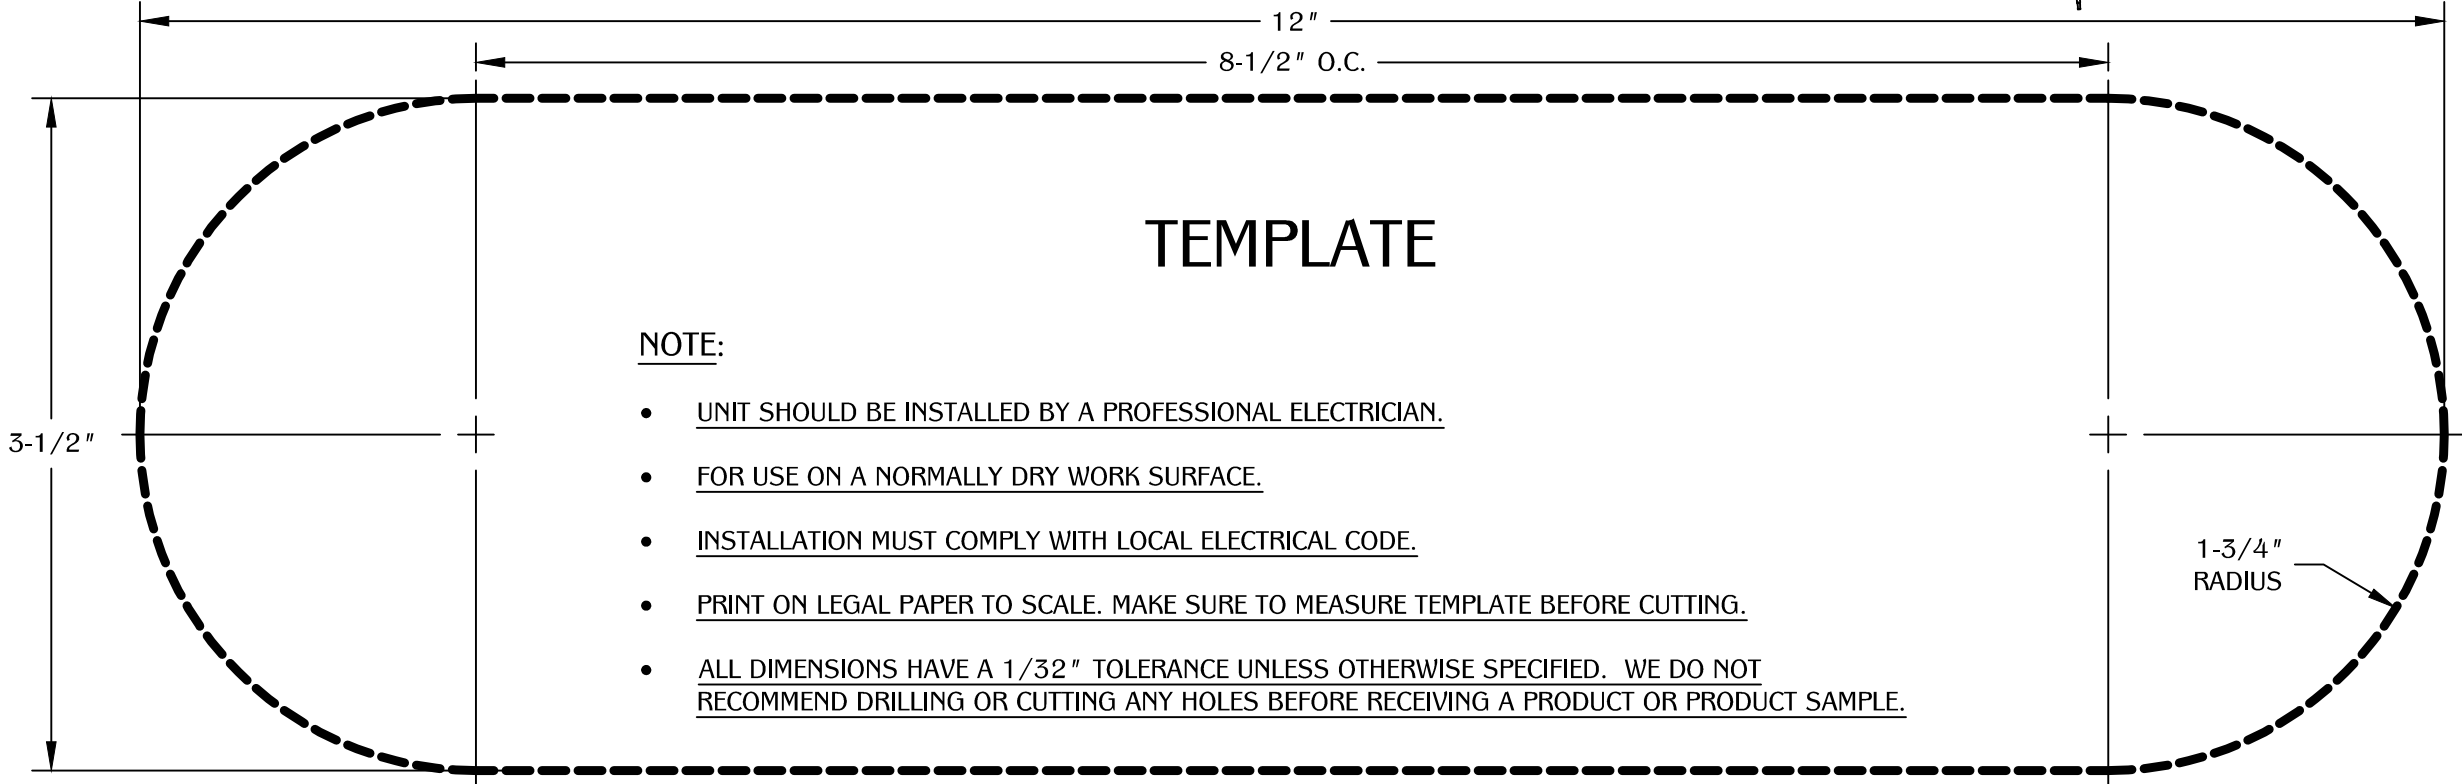 12"
8-1/2" O.C.
TEMPLATE
NOTE:
• UNIT SHOULD BE INSTALLED BY A PROFESSIONAL ELECTRICIAN.
3-1/2"
• FOR USE ON A NORMALLY DRY WORK SURFACE.
• INSTALLATION MUST COMPLY WITH LOCAL ELECTRICAL CODE.
1-3/4"
RADIUS
• PRINT ON LEGAL PAPER TO SCALE. MAKE SURE TO MEASURE TEMPLATE BEFORE CUTTING.
• ALL DIMENSIONS HAVE A 1/32" TOLERANCE UNLESS OTHERWISE SPECIFIED. WE DO NOT
RECOMMEND DRILLING OR CUTTING ANY HOLES BEFORE RECEIVING A PRODUCT OR PRODUCT SAMPLE.